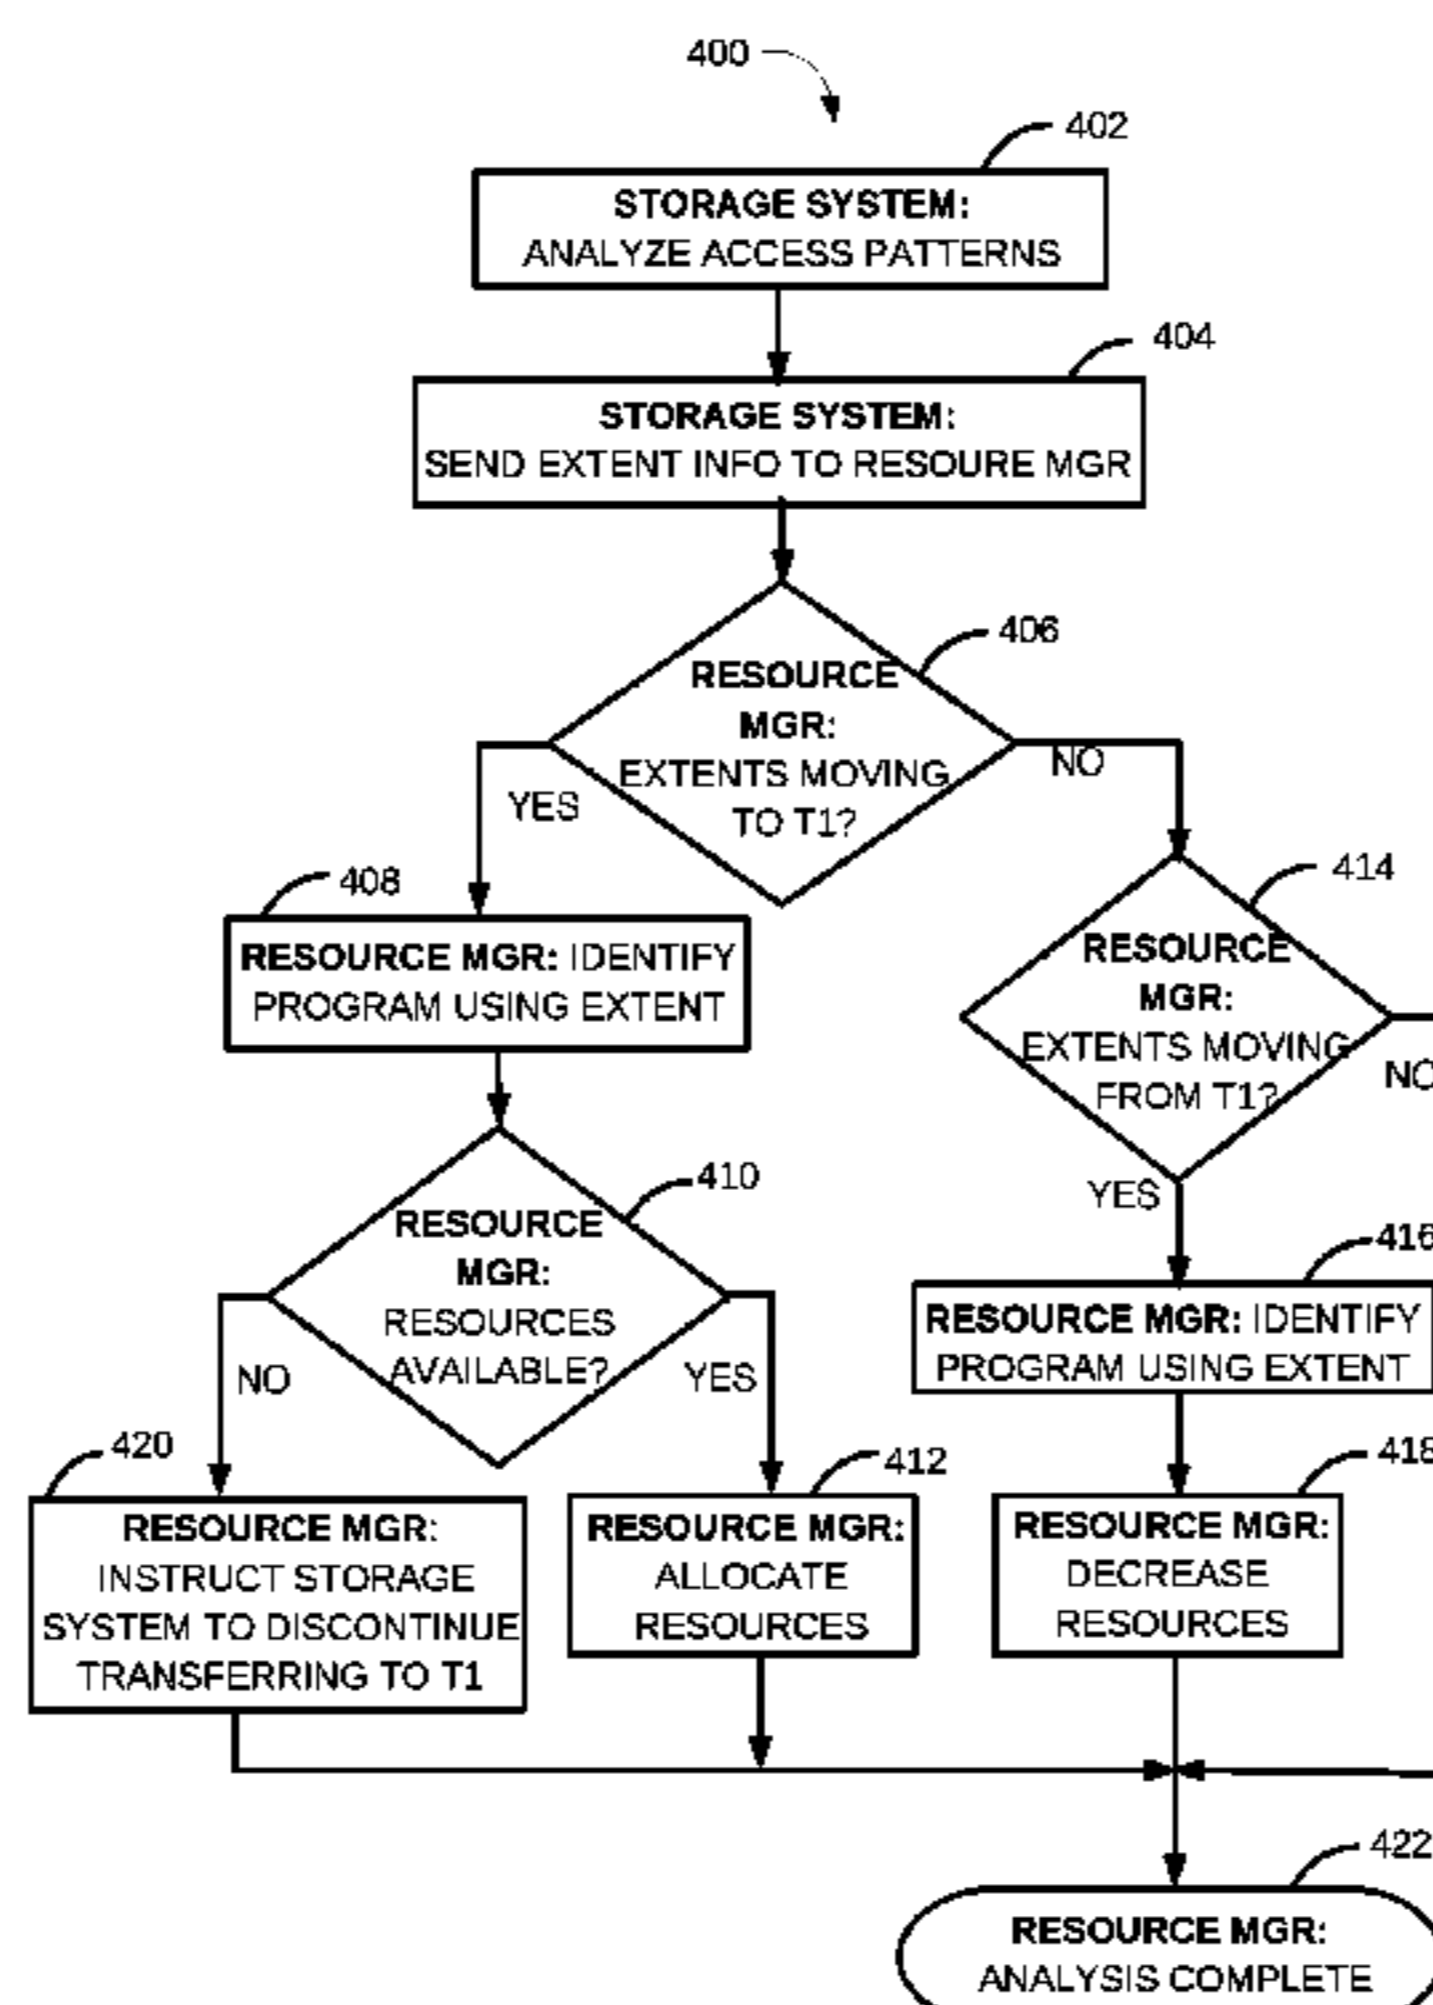 400
402
STORAGE SYSTEM:
ANALYZE ACCESS PATTERNS
404
STORAGE SYSTEM:
SEND EXTENT INFO TO RESOURE MGR
406
RESOURCE
MGR:
EXTENTS MOVING
TO T1?
YES
NO
408
RESOURCE MGR: IDENTIFY
PROGRAM USING EXTENT
414
RESOURCE
MGR:
EXTENTS MOVING
FROM T1?
NO
YES
410
RESOURCE
MGR:
RESOURCES
AVAILABLE?
NO
YES
416
RESOURCE MGR: IDENTIFY
PROGRAM USING EXTENT
420
RESOURCE MGR:
INSTRUCT STORAGE
SYSTEM TO DISCONTINUE
TRANSFERRING TO T1
412
RESOURCE MGR:
ALLOCATE
RESOURCES
418
RESOURCE MGR:
DECREASE
RESOURCES
422
RESOURCE MGR:
ANALYSIS COMPLETE